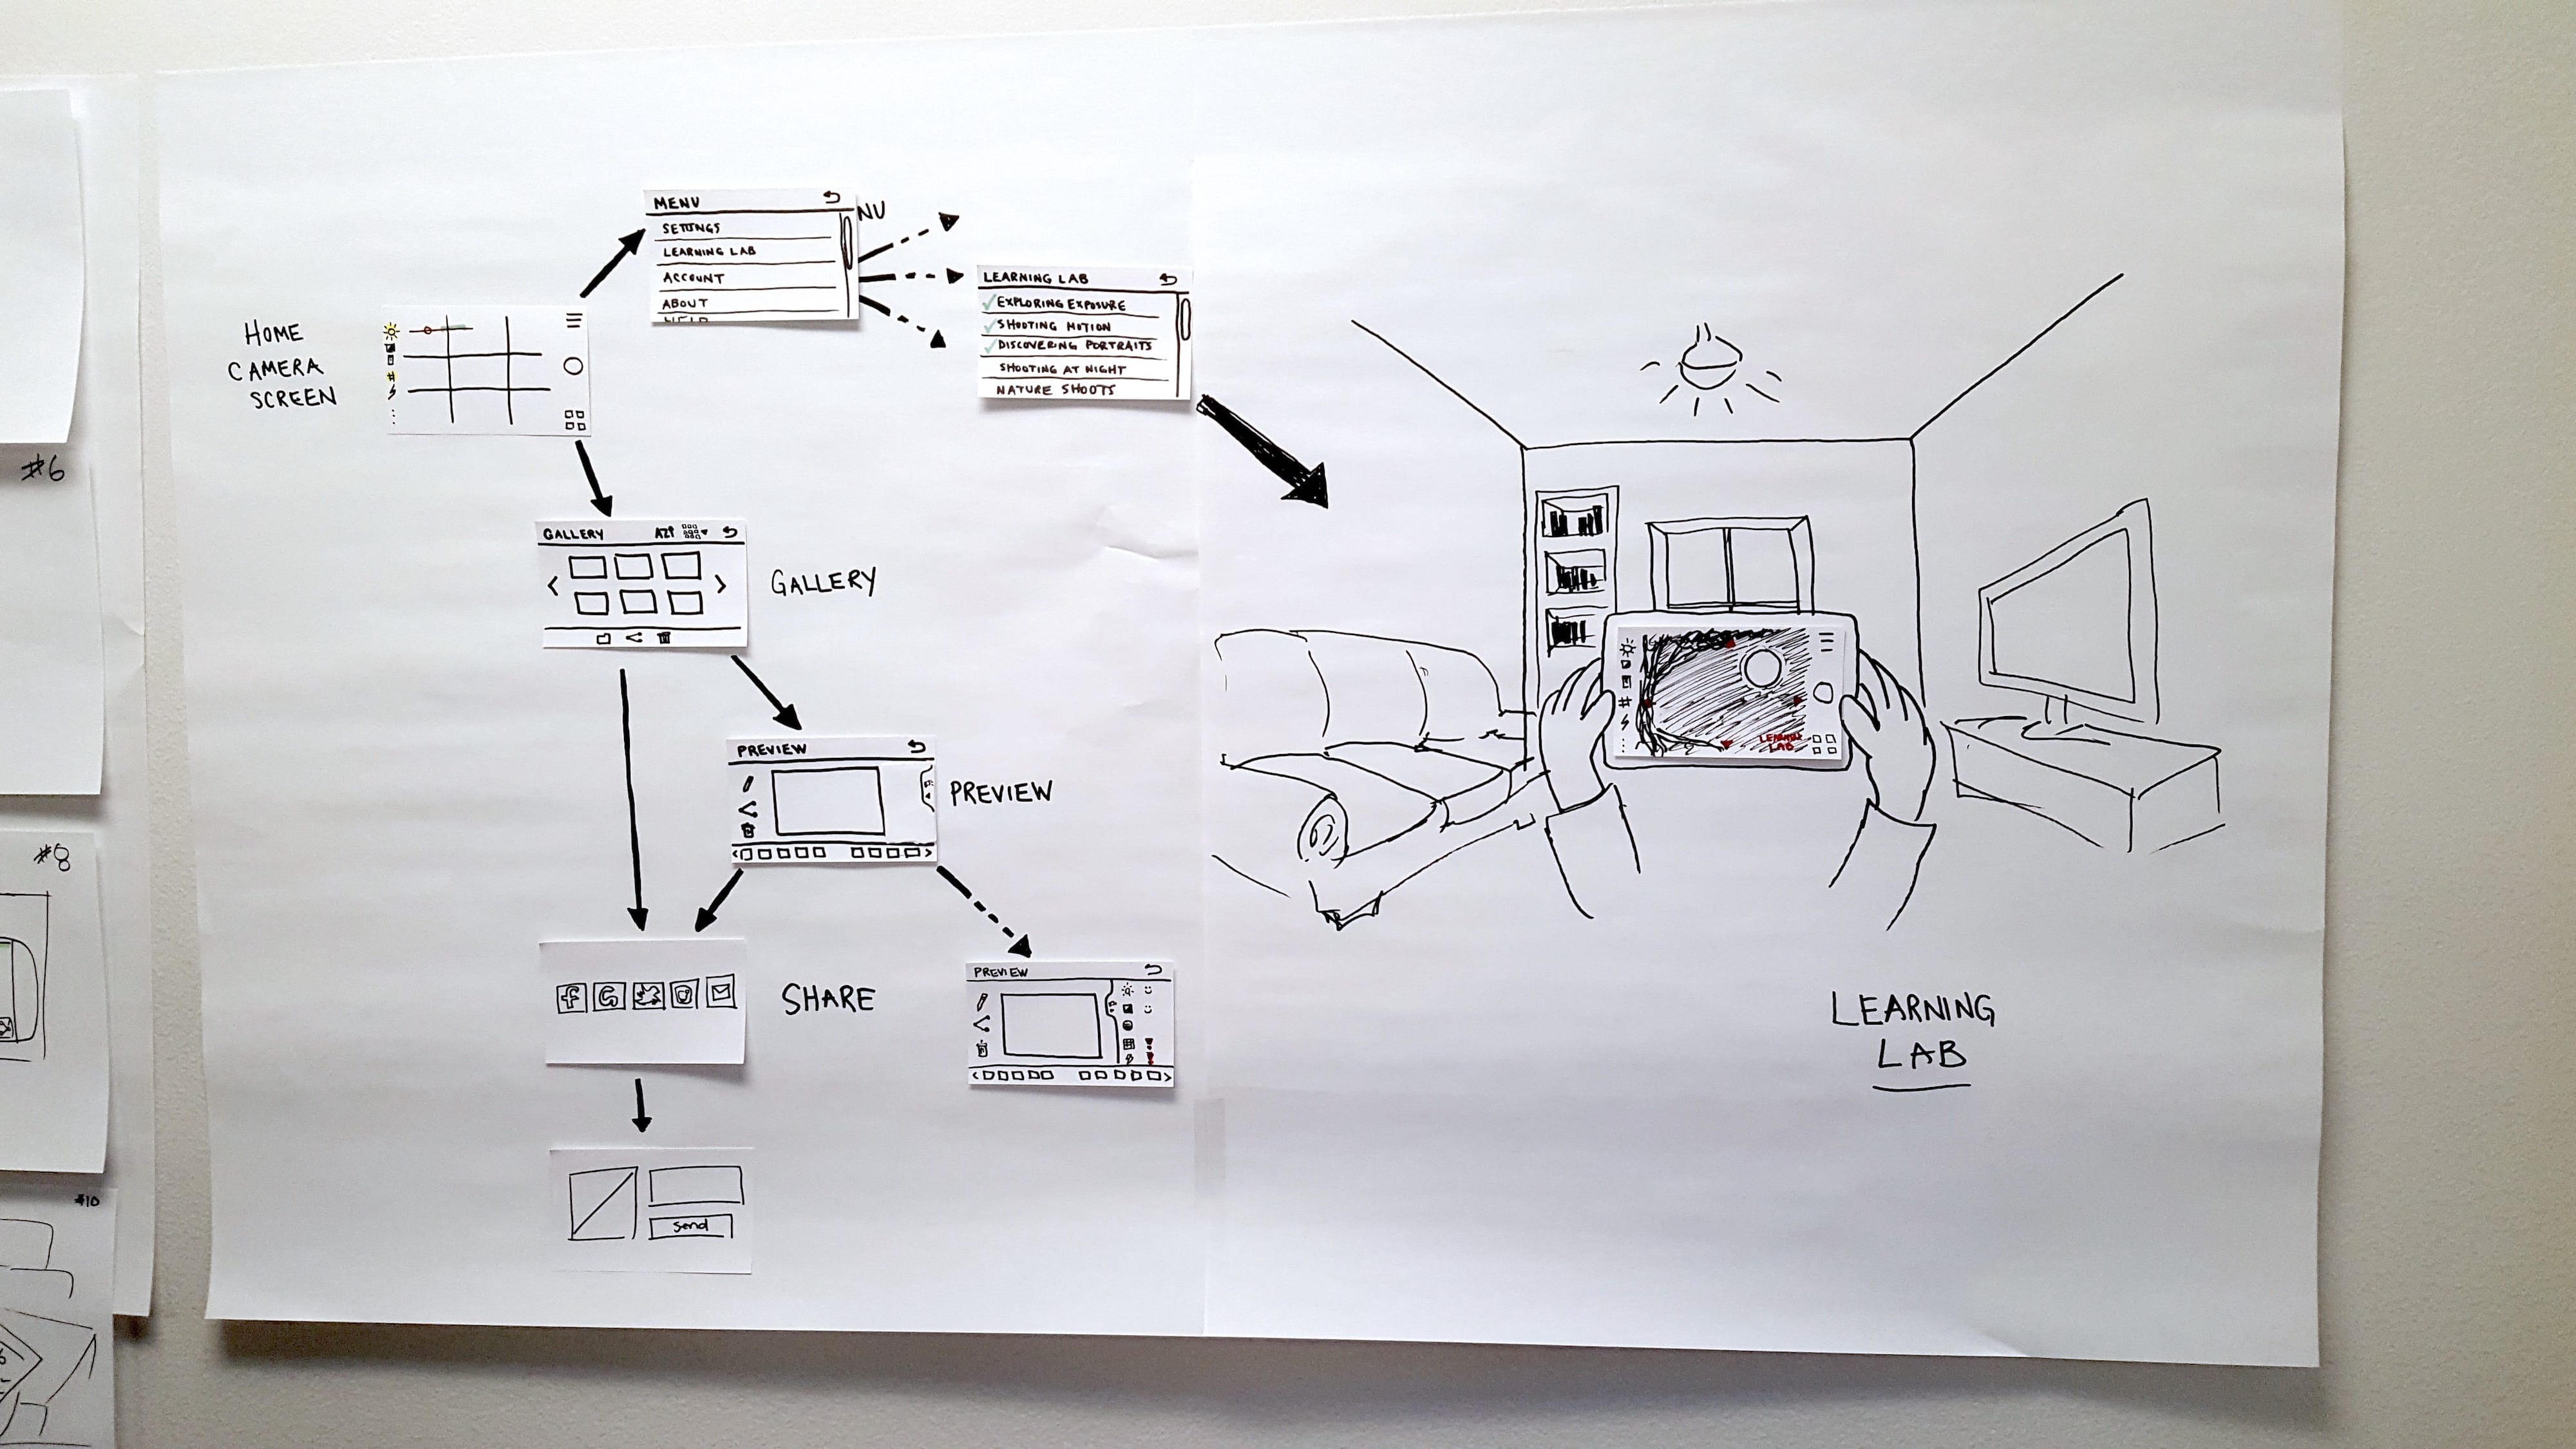 #6
#8
#10
HOME
CAMERA
SCREEN
MENU
NU
SETTINGS
LEARNING LAB
ACCOUNT
ABOUT
LEARNING LAB
EXPLORING EXPOSURE
SHOOTING MOTION
DISCOVERING PORTRAITS
SHOOTING AT NIGHT
NATURE SHOOTS
GALLERY AZ
GALLERY
PREVIEW
PREVIEW
SHARE
PREVIEW
Send
LEARNING
LAB
LEARNING
LAB